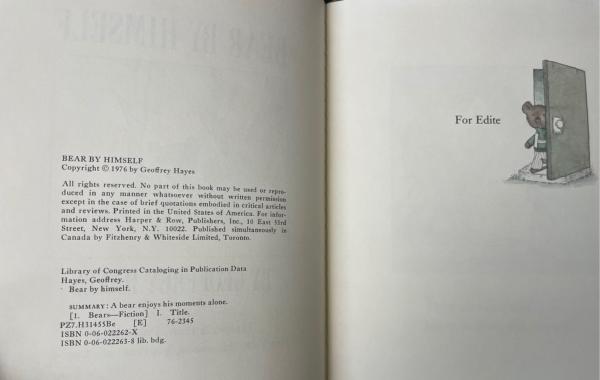 BEAR BY HIMSELF
Copyright © 1976 by Geoffrey Hayes
All rights reserved. No part of this book may be used or repro-
duced in any manner whatsoever without written permission
except in the case of brief quotations embodied in critical articles
and reviews. Printed in the United States of America. For infor-
mation address Harper & Row, Publishers, Inc., 10 East 53rd
Street, New York, N.Y. 10022. Published simultaneously in
Canada by Fitzhenry & Whiteside Limited, Toronto.
Library of Congress Cataloging in Publication Data
Hayes, Geoffrey.
Bear by himself.
SUMMARY: A bear enjoys his moments alone.
[1. Bears—Fiction] I. Title.
PZ7.H31455Be [E] 76-2345
ISBN 0-06-022262-X
ISBN 0-06-022263-8 lib. bdg.
For Edite